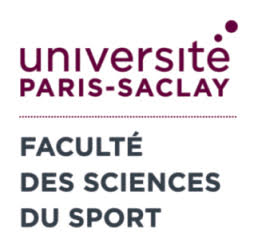 université
PARIS-SACLAY
FACULTÉ
DES SCIENCES
DU SPORT